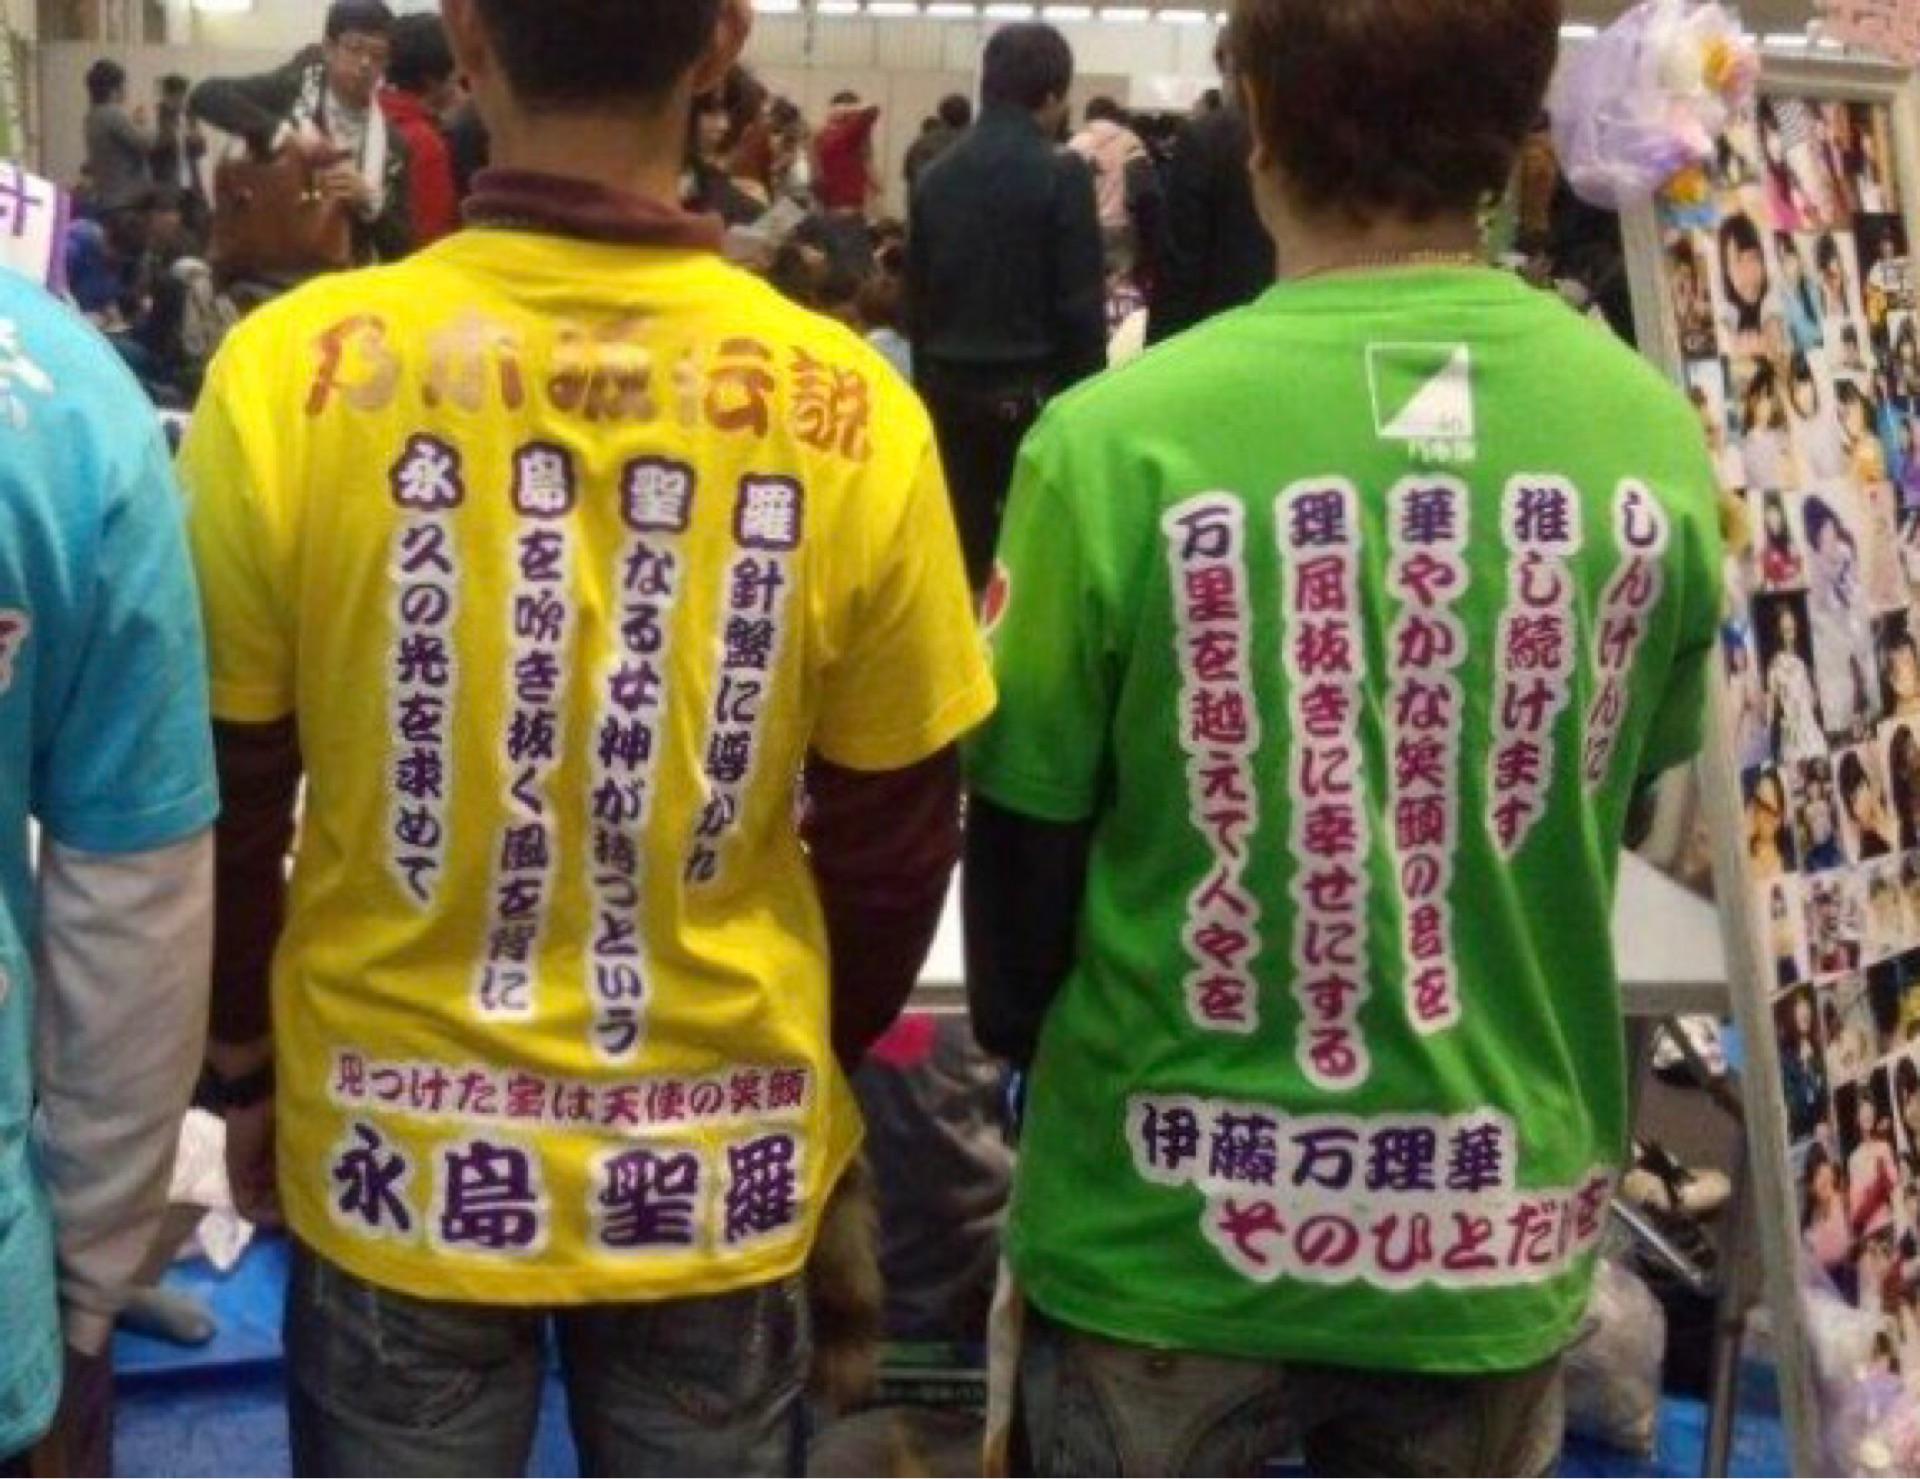 乃木坂伝説
永久の光を求めて
島を吹き抜く風を背に
聖なる女神が待つという
羅針盤に導かれ
見つけた宝は天使の笑顔
永島 聖羅
乃木坂
46
万里を越えて人々を
理屈抜きに幸せにする
華やかな笑顔の君を
推し続けます
しんけんに
伊藤万理華
そのひとだけを